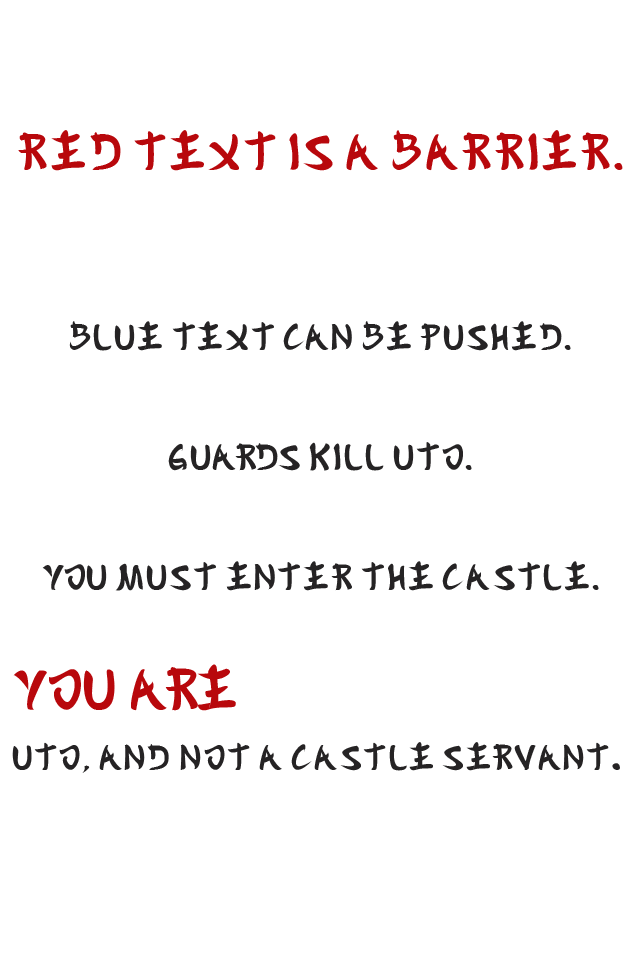 RED TEXT IS A BARRIER.
BLUE TEXT CAN BE PUSHED.
GUARDS KILL UTO.
YOU MUST ENTER THE CASTLE.
YOU ARE
UTO, AND NOT A CASTLE SERVANT.